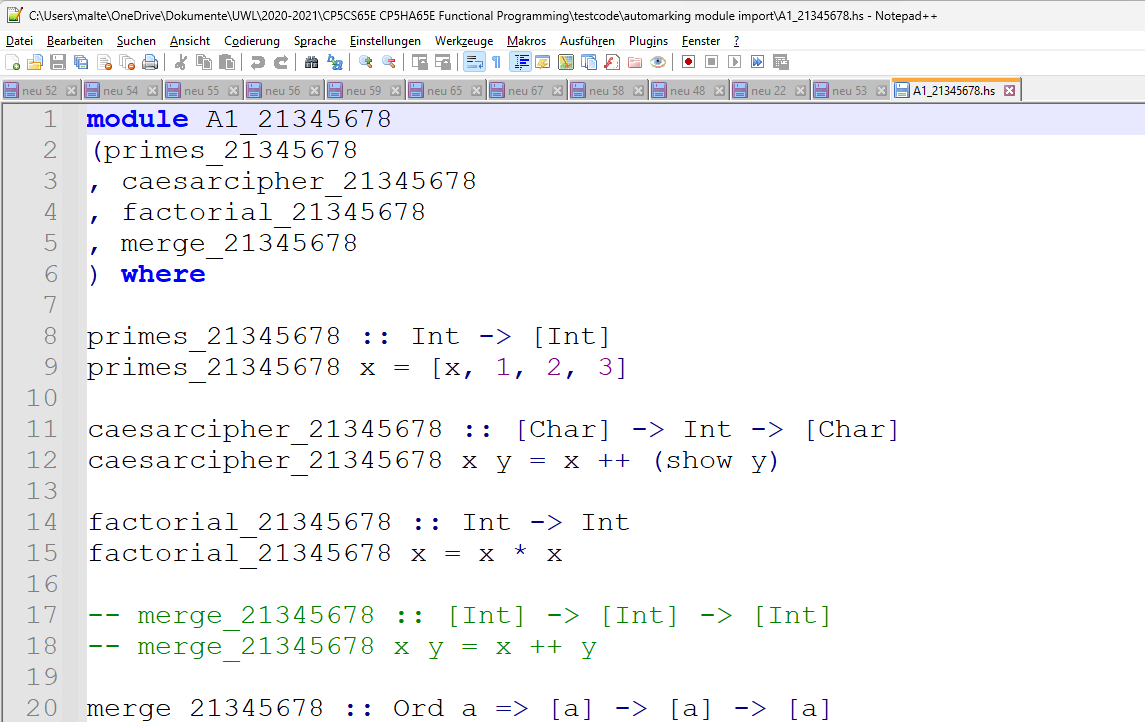 C:\Users\malte\OneDrive\Dokumente\UWL\2020-2021\CP5CS65E CP5HA65E Functional Programming\testcode\automarking module import\A1_21345678.hs - Notepad++
Datei Bearbeiten Suchen Ansicht Codierung Sprache Einstellungen Werkzeuge Makros Ausführen Plugins Fenster ?
neu 52 neu 54 neu 55 neu 56 neu 59 neu 65 neu 67 neu 58 neu 48 neu 22 neu 53 A1_21345678.hs
1 module A1_21345678
2 (primes_21345678
3 , caesarcipher_21345678
4 , factorial_21345678
5 , merge_21345678
6 ) where
7
8 primes_21345678 :: Int -> [Int]
9 primes_21345678 x = [x, 1, 2, 3]
10
11 caesarcipher_21345678 :: [Char] -> Int -> [Char]
12 caesarcipher_21345678 x y = x ++ (show y)
13
14 factorial_21345678 :: Int -> Int
15 factorial_21345678 x = x * x
16
17 -- merge_21345678 :: [Int] -> [Int] -> [Int]
18 -- merge_21345678 x y = x ++ y
19
20 merge_21345678 :: Ord a => [a] -> [a] -> [a]